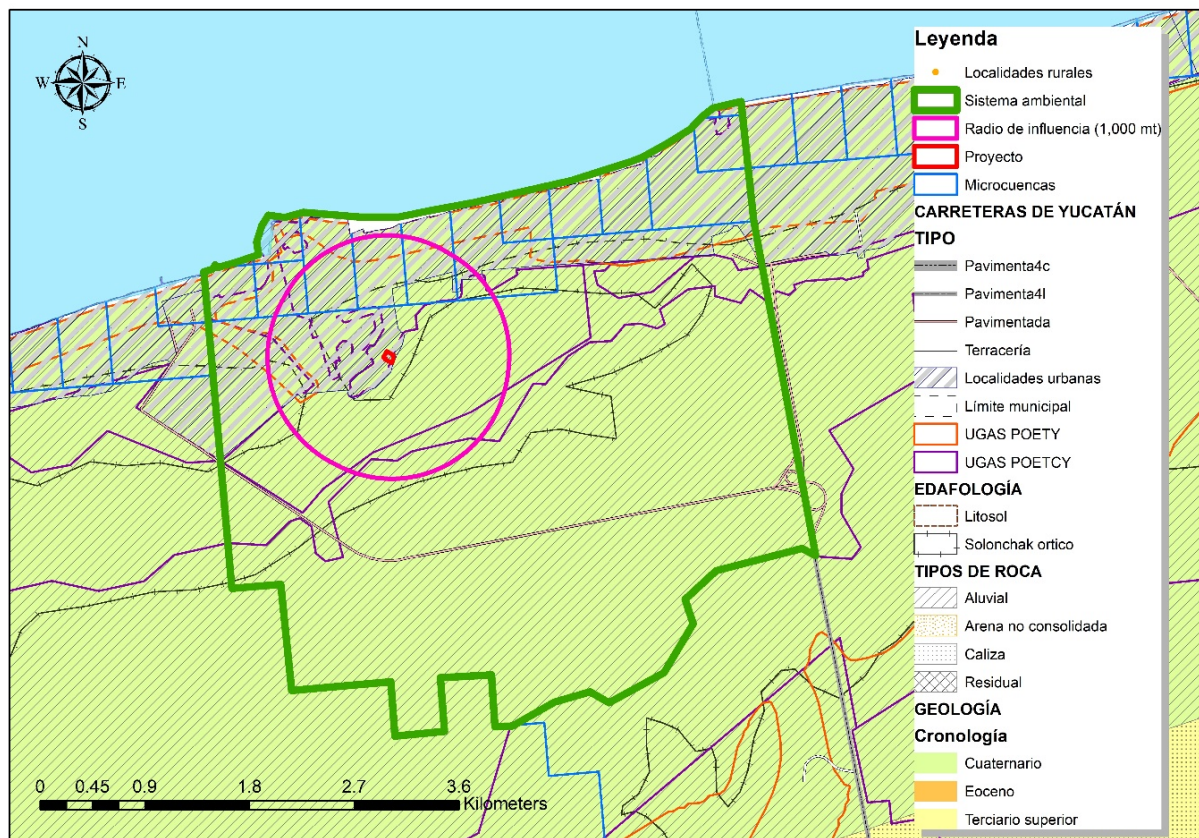 N
W
E
S
Leyenda
Localidades rurales
Sistema ambiental
Radio de influencia (1,000 mt)
Proyecto
Microcuencas
CARRETERAS DE YUCATÁN
TIPO
Pavimenta4c
Pavimenta4l
Pavimentada
Terracería
Localidades urbanas
Límite municipal
UGAS POETY
UGAS POETCY
EDAFOLOGÍA
Litosol
Solonchak ortico
TIPOS DE ROCA
Aluvial
Arena no consolidada
Caliza
Residual
GEOLOGÍA
Cronología
Cuaternario
Eoceno
Terciario superior
0 0.45 0.9 1.8 2.7 3.6
Kilometers